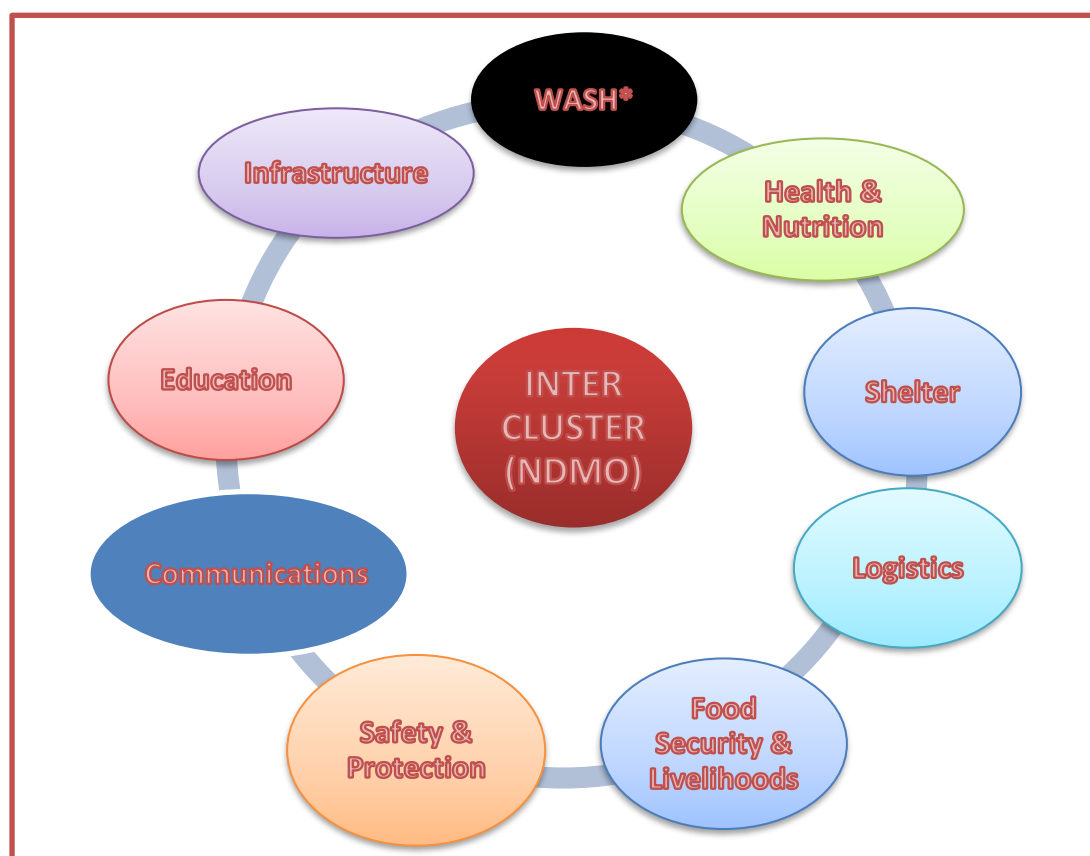 WASH*
Health &
Nutrition
Shelter
Logistics
Food
Security &
Livelihoods
Safety &
Protection
Communications
Education
Infrastructure
INTER
CLUSTER
(NDMO)